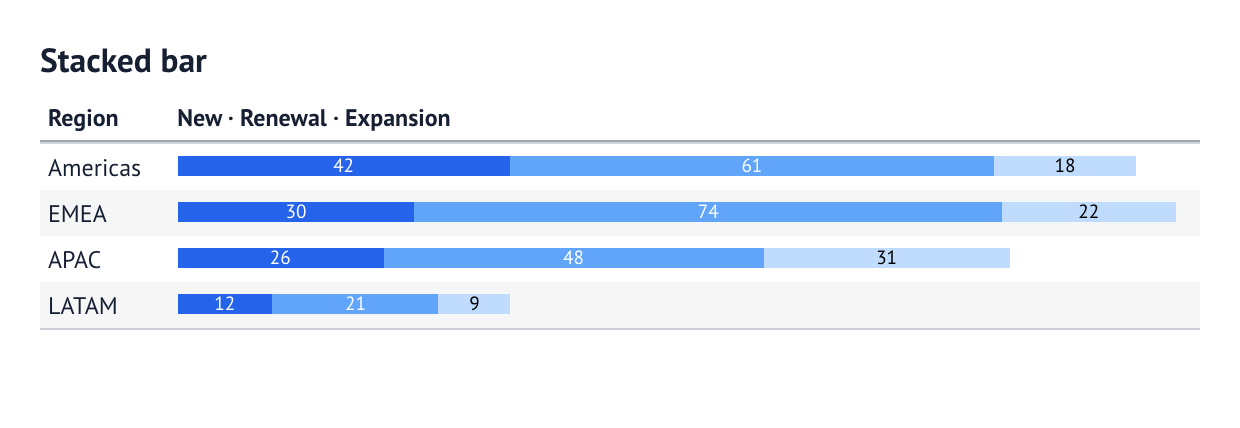 Stacked bar
Region New · Renewal · Expansion
Americas 42 61 18
EMEA 30 74 22
APAC 26 48 31
LATAM 12 21 9